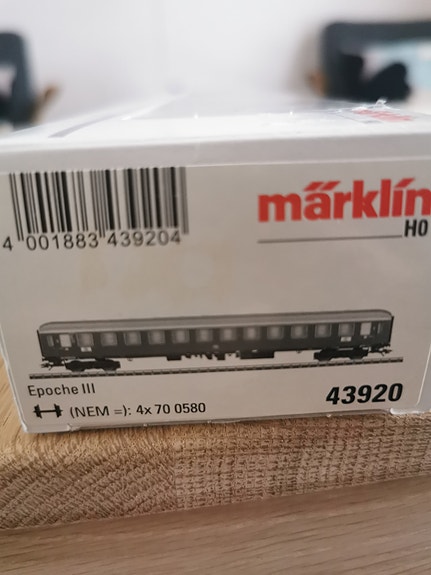 märklin
H0
4 001883 439204
Epoche III
43920
(NEM =): 4x 70 0580